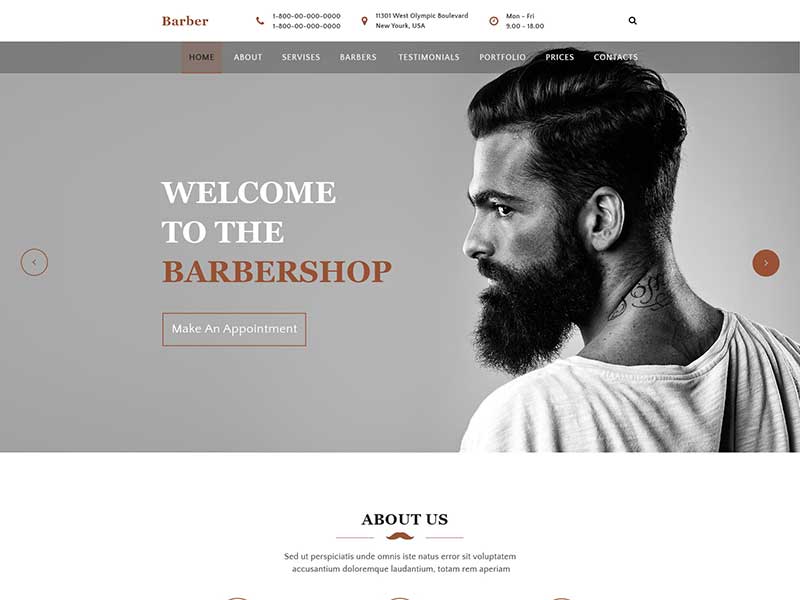 Barber
1-800-00-000-0000
1-800-00-000-0000
11301 West Olympic Boulevard
New Yourk, USA
Mon - Fri
9.00 - 18.00
HOME ABOUT SERVISES BARBERS TESTIMONIALS PORTFOLIO PRICES CONTACTS
WELCOME
TO THE
BARBERSHOP
Make An Appointment
ABOUT US
Sed ut perspiciatis unde omnis iste natus error sit voluptatem
accusantium doloremque laudantium, totam rem aperiam